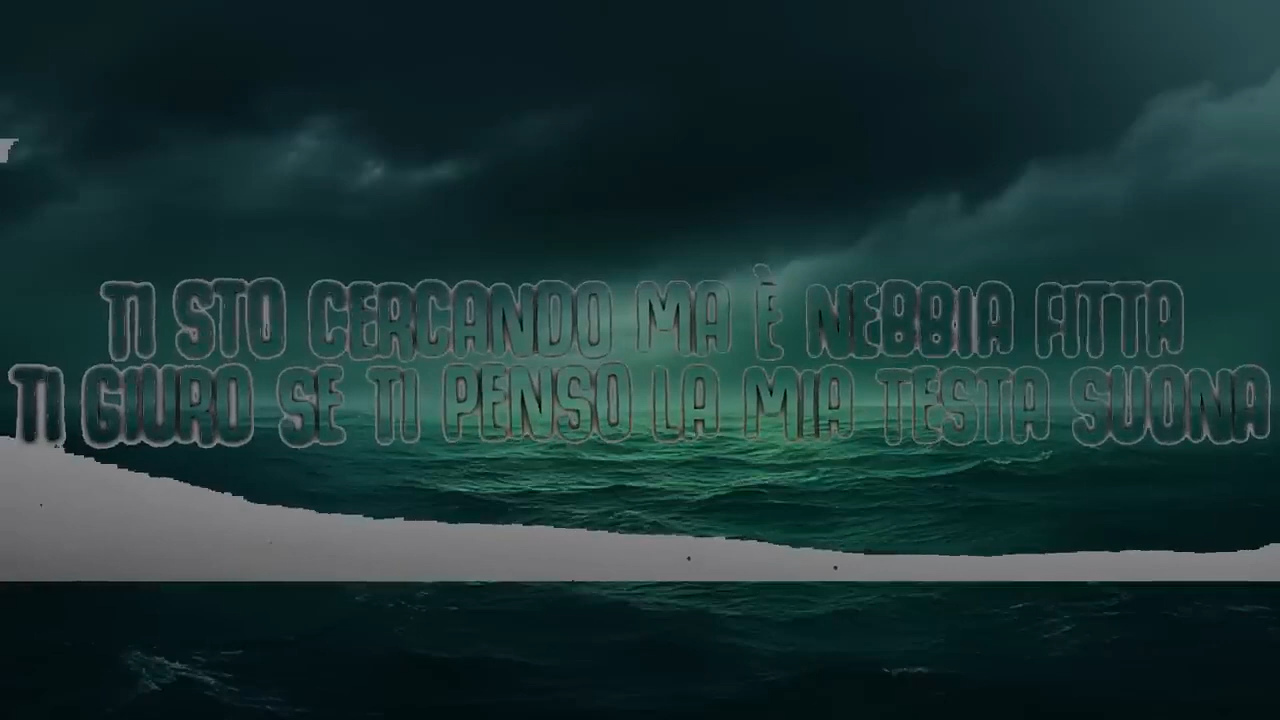 TI STO CERCANDO MA È NEBBIA FITTA
TI GIURO SE TI PENSO LA MIA TESTA SUONA